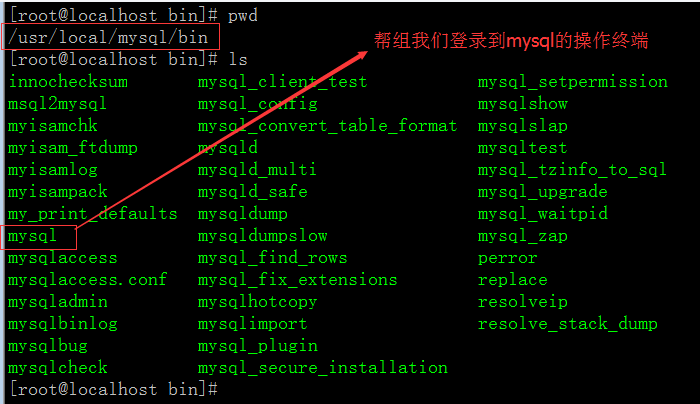 [root@localhost bin]# pwd
/usr/local/mysql/bin
帮组我们登录到mysql的操作终端
[root@localhost bin]# ls
innochecksum mysql_client_test mysql_setpermission
msql2mysql mysql_config mysqlshow
myisamchk mysql_convert_table_format mysqlslap
myisam_ftdump mysqld mysqltest
myisamlog mysqld_multi mysql_tzinfo_to_sql
myisampack mysqld_safe mysql_upgrade
my_print_defaults mysqldump mysql_waitpid
mysql mysqldumpslow mysql_zap
mysqlaccess mysql_find_rows perror
mysqlaccess.conf mysql_fix_extensions replace
mysqladmin mysqlhotcopy resolveip
mysqlbinlog mysqlimport resolve_stack_dump
mysqlbug mysql_plugin
mysqlcheck mysql_secure_installation
[root@localhost bin]#